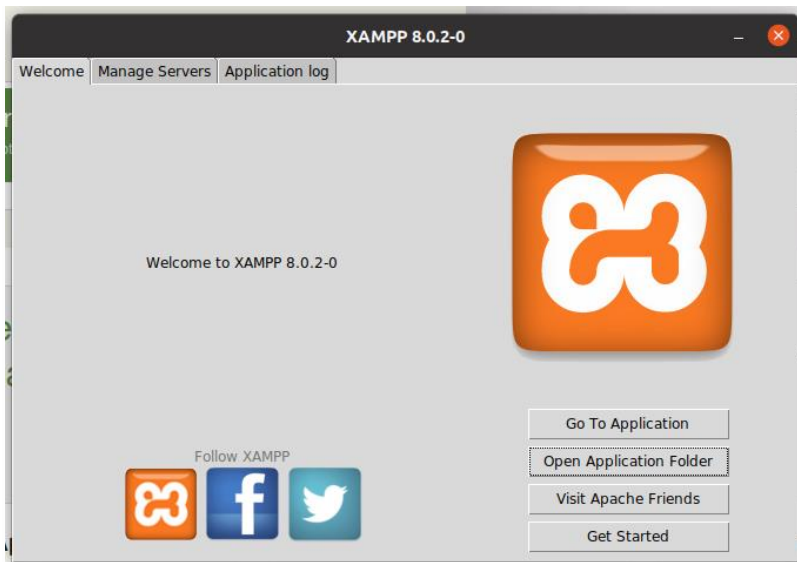 XAMPP 8.0.2-0
Welcome Manage Servers Application log
Welcome to XAMPP 8.0.2-0
Follow XAMPP
Go To Application
Open Application Folder
Visit Apache Friends
Get Started